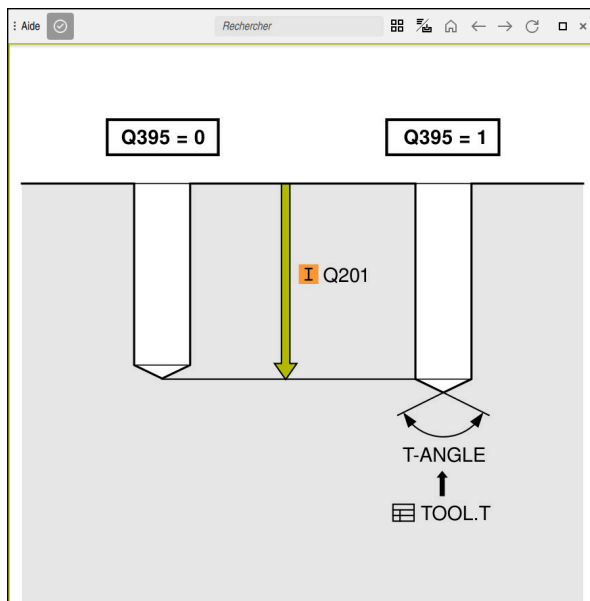 Aide
Rechercher
Q395 = 0
Q395 = 1
I Q201
T-ANGLE
TOOL.T